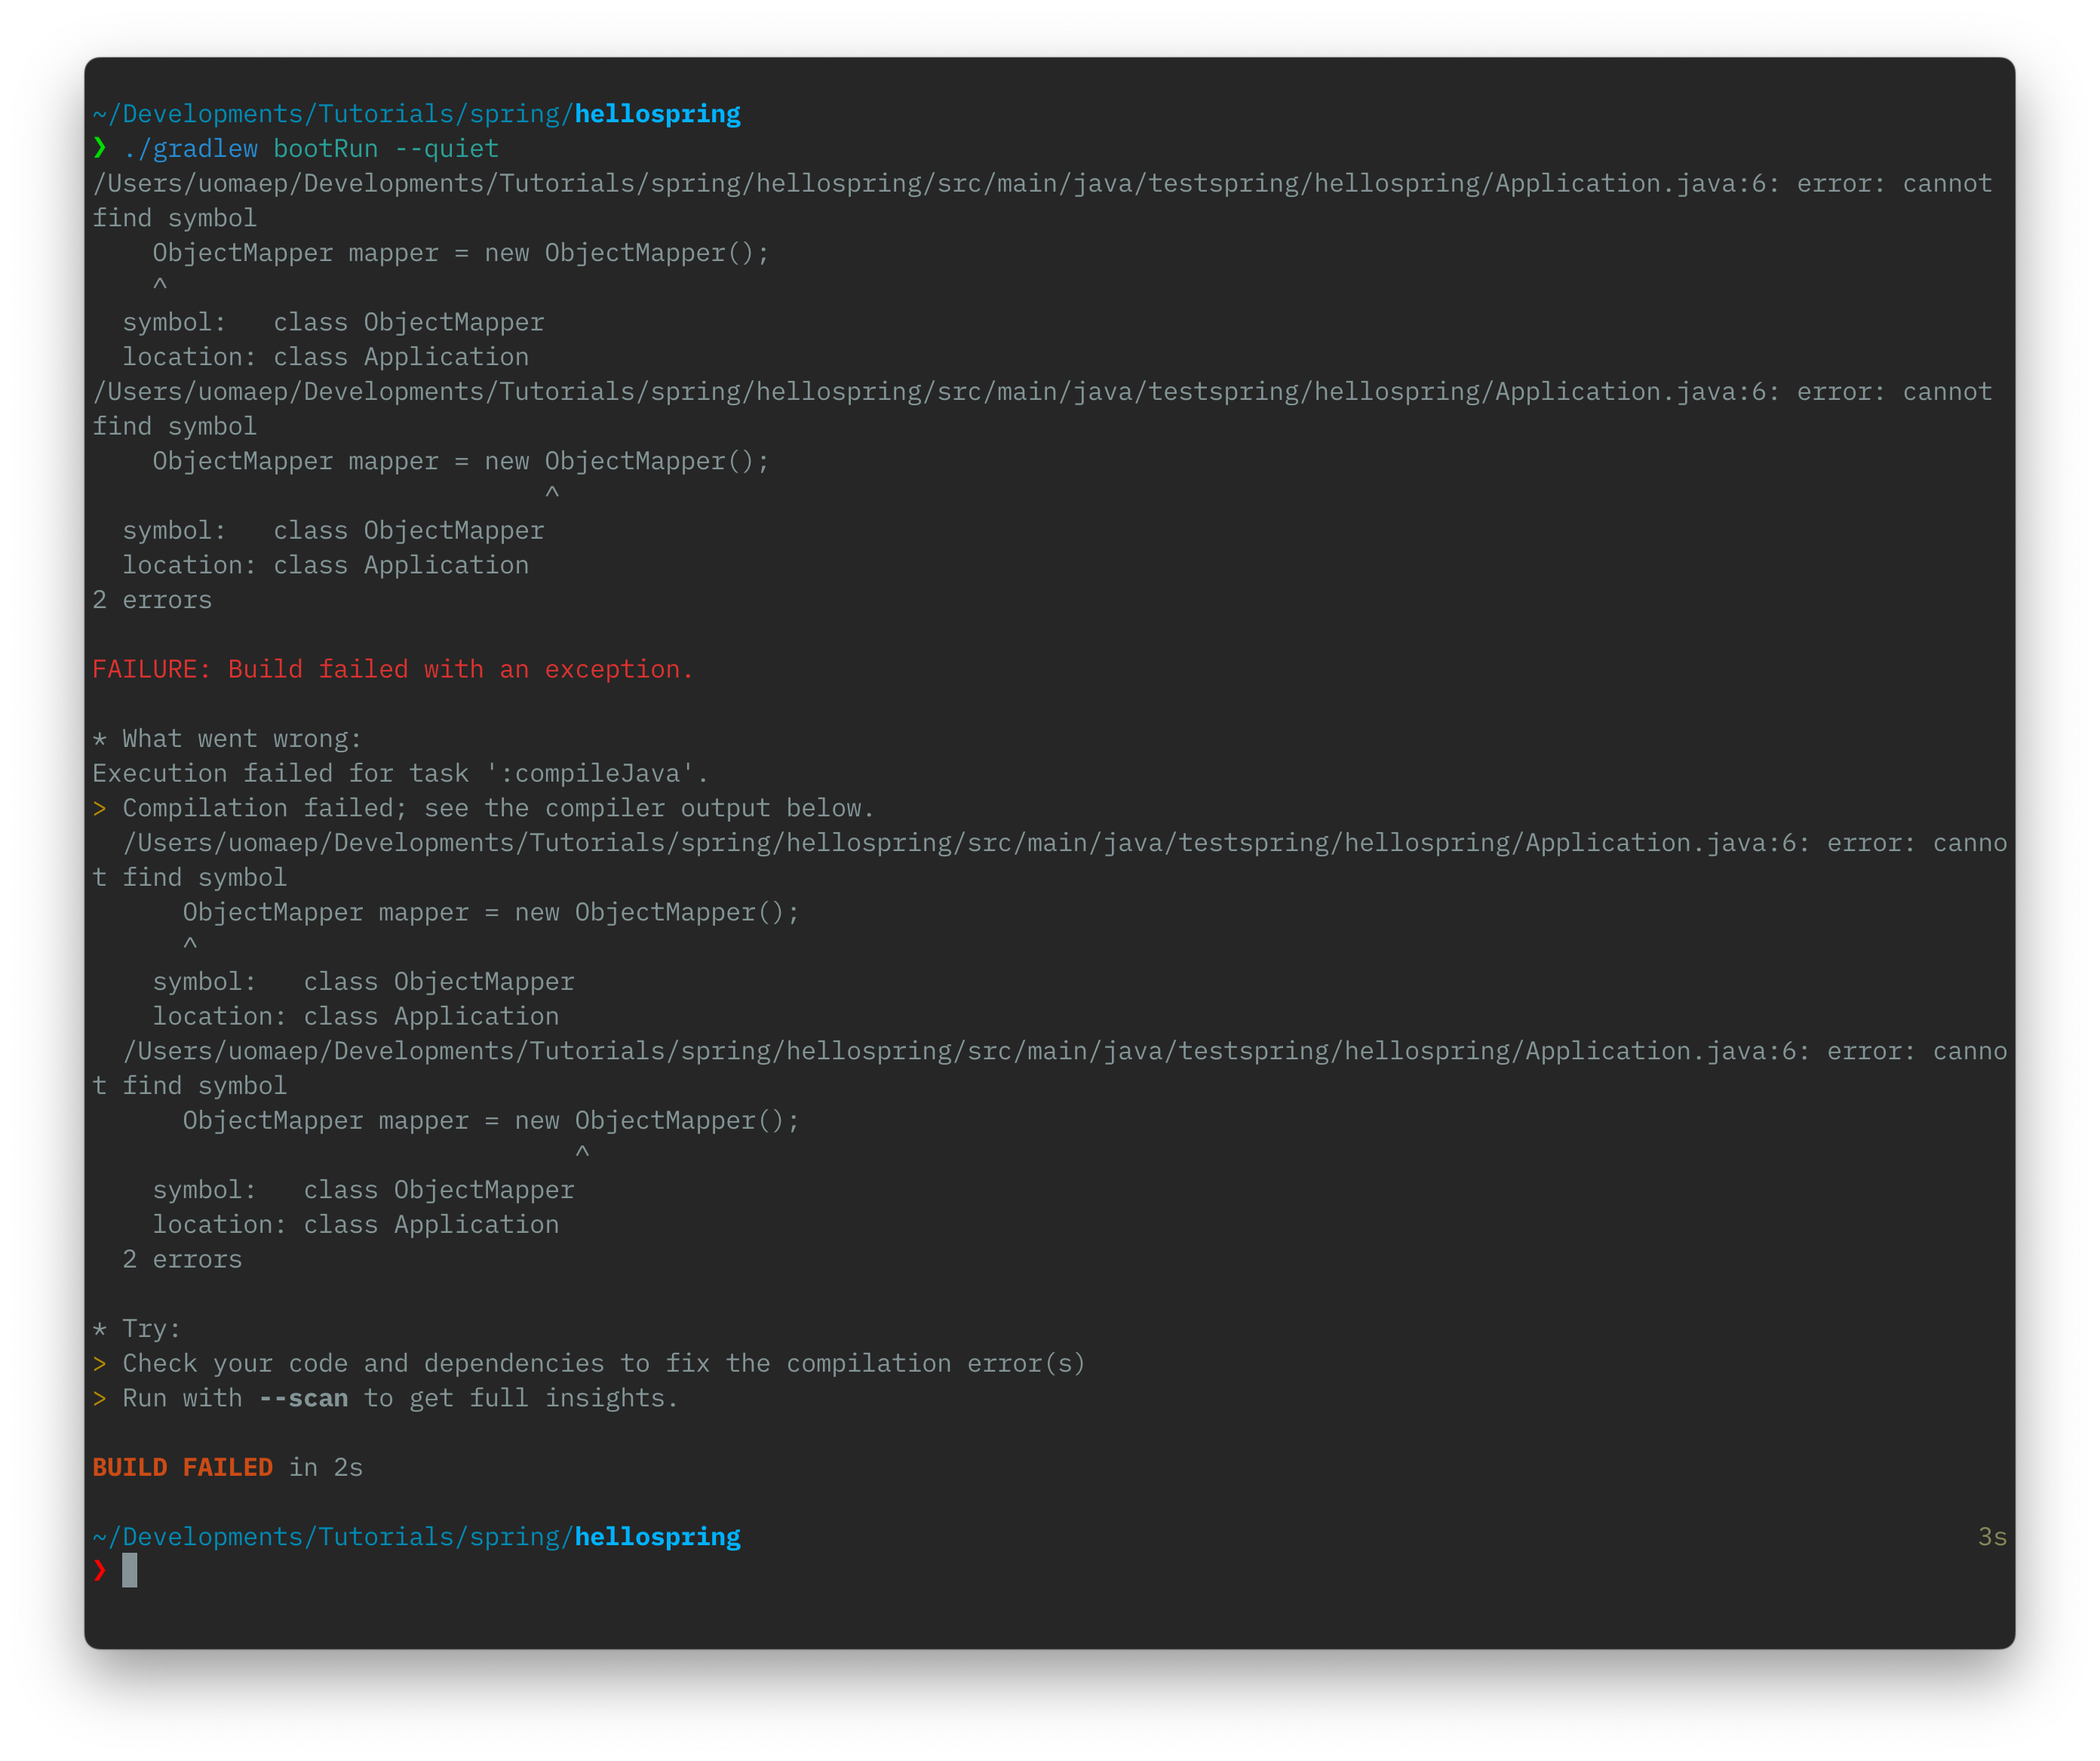 ~/Developments/Tutorials/spring/hellospring
❯ ./gradlew bootRun --quiet
/Users/uomaep/Developments/Tutorials/spring/hellospring/src/main/java/testspring/hellospring/Application.java:6: error: cannot
find symbol
    ObjectMapper mapper = new ObjectMapper();
    ^
  symbol:   class ObjectMapper
  location: class Application
/Users/uomaep/Developments/Tutorials/spring/hellospring/src/main/java/testspring/hellospring/Application.java:6: error: cannot
find symbol
    ObjectMapper mapper = new ObjectMapper();
                              ^
  symbol:   class ObjectMapper
  location: class Application
2 errors

FAILURE: Build failed with an exception.

* What went wrong:
Execution failed for task ':compileJava'.
> Compilation failed; see the compiler output below.
  /Users/uomaep/Developments/Tutorials/spring/hellospring/src/main/java/testspring/hellospring/Application.java:6: error: canno
t find symbol
      ObjectMapper mapper = new ObjectMapper();
      ^
    symbol:   class ObjectMapper
    location: class Application
  /Users/uomaep/Developments/Tutorials/spring/hellospring/src/main/java/testspring/hellospring/Application.java:6: error: canno
t find symbol
      ObjectMapper mapper = new ObjectMapper();
                                ^
    symbol:   class ObjectMapper
    location: class Application
  2 errors

* Try:
> Check your code and dependencies to fix the compilation error(s)
> Run with --scan to get full insights.

BUILD FAILED in 2s

~/Developments/Tutorials/spring/hellospring 3s
❯